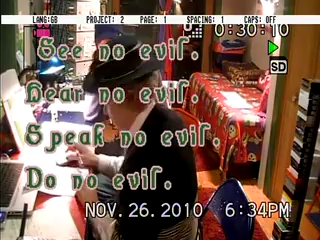 LANG:GB PROJECT: 2 PAGE: 1 SPACING: 1 CAPS: OFF
0:30:10
SD
See no evil.
Hear no evil.
Speak no evil.
Do no evil.
NOV. 26. 2010 6:34PM